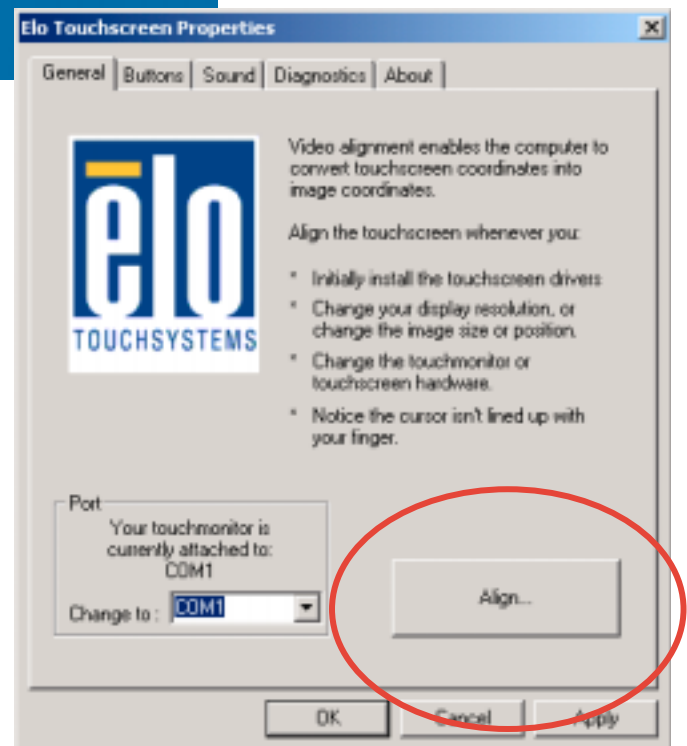 Elo Touchscreen Properties
General Buttons Sound Diagnostics About
elo
TOUCHSYSTEMS
Video alignment enables the computer to
convert touchscreen coordinates into
image coordinates.
Align the touchscreen whenever you:
* Initially install the touchscreen drivers
* Change your display resolution, or
change the image size or position.
* Change the touchmonitor or
touchscreen hardware.
* Notice the cursor isn't lined up with
your finger.
Port
Your touchmonitor is
currently attached to:
COM1
Change to : COM1
Align...
OK Cancel Apply